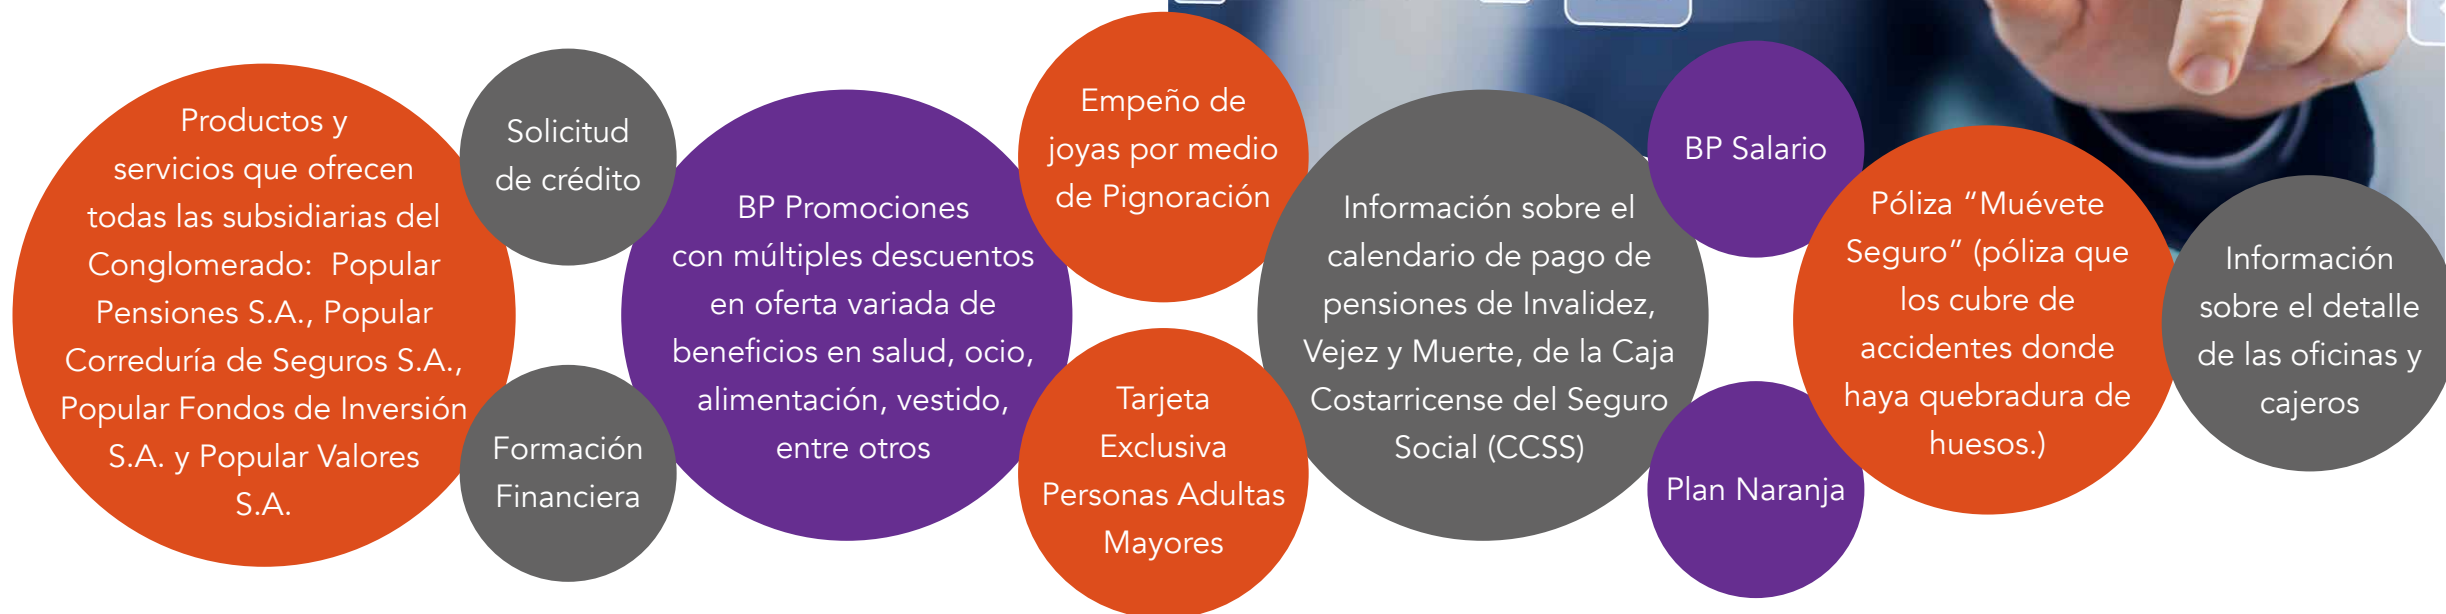 Productos y
servicios que ofrecen
todas las subsidiarias del
Conglomerado: Popular
Pensiones S.A., Popular
Correduría de Seguros S.A.,
Popular Fondos de Inversión
S.A. y Popular Valores
S.A.
Solicitud
de crédito
Formación
Financiera
BP Promociones
con múltiples descuentos
en oferta variada de
beneficios en salud, ocio,
alimentación, vestido,
entre otros
Empeño de
joyas por medio
de Pignoración
Tarjeta
Exclusiva
Personas Adultas
Mayores
Información sobre el
calendario de pago de
pensiones de Invalidez,
Vejez y Muerte, de la Caja
Costarricense del Seguro
Social (CCSS)
BP Salario
Plan Naranja
Póliza “Muévete
Seguro” (póliza que
los cubre de
accidentes donde
haya quebradura de
huesos.)
Información
sobre el detalle
de las oficinas y
cajeros